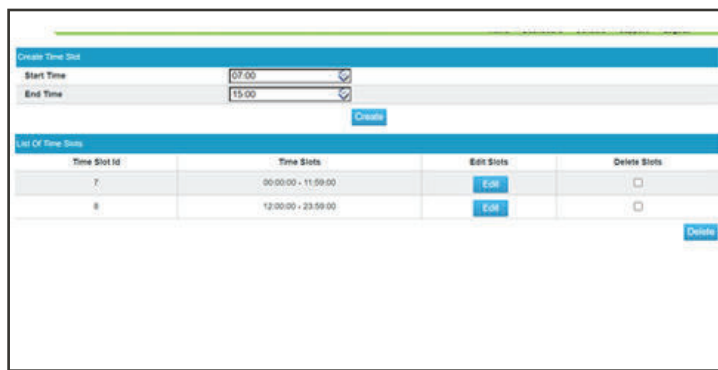 Create Time Slot
Start Time 07:00
End Time 15:00
Create
List Of Time Slots
Time Slot Id Time Slots Edit Slots Delete Slots
7 00:00:00 - 11:59:00 Edit
12:00:00 - 23:59:00 Edit
Delete